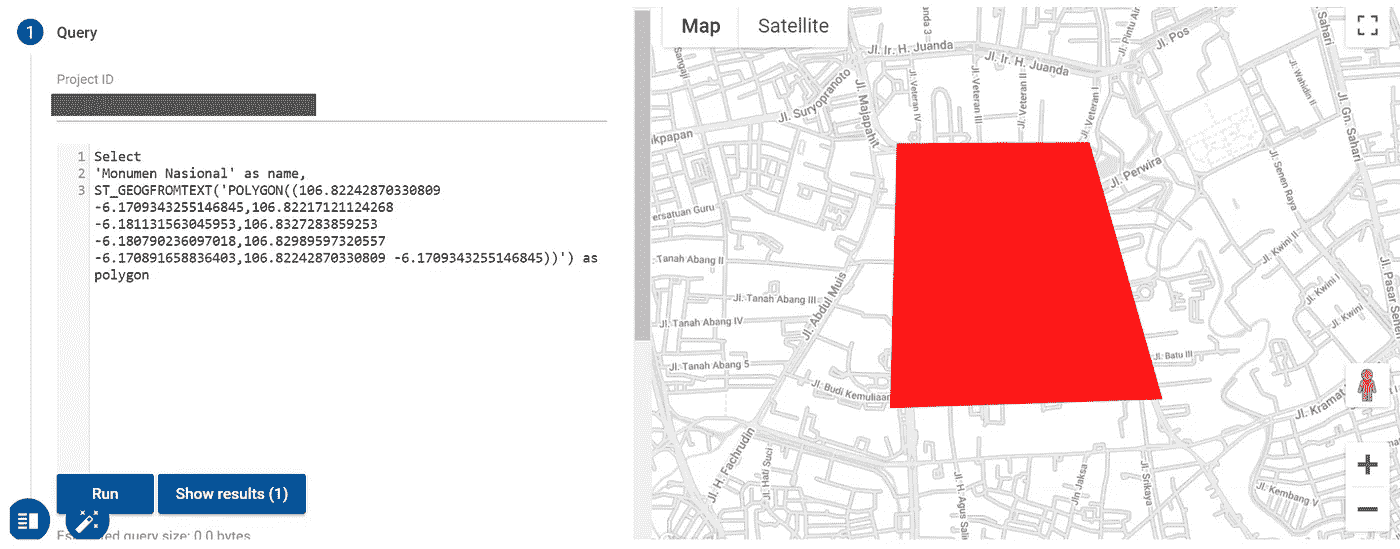 1 Query
Project ID
1 Select
2 'Monumen Nasional' as name,
3 ST_GEOGFROMTEXT('POLYGON((106.82242870330809
-6.1709343255146845,106.82217121124268
-6.181131563045953,106.8327283859253
-6.180790236097018,106.82989597320557
-6.170891658836403,106.82242870330809 -6.1709343255146845))') as
polygon
Run
Show results (1)
query size: 0.0 bytes
Map
Satellite
Jl. Ir. H. Juanda
Jl. Ir. H. Juanda
Jl. Pintu Air
Jl. Pos
Sahari
Sangaji
Jl. Suryopranoto
Jl. Majapahit
Jl. Veteran IV
Jl. Veteran III
Jl. Veteran II
Jl. Veteran I
Jl. Wahidin II
Jl. Gn. Sahari
akpapan
Jl. Perwira
Jl. Senen Raya
ersatuan Guru
Tanah Abang II
Jl. Abdul Muis
Jl. Kwini II
Jl. Kwini I
Jl. Kwini
Jl. Pasar Senen
Jl. Tanah Abang III
Jl. Tanah Abang IV
Jl. Tanah Abang 5
Jl. Batu III
Jl. Budi Kemuliaan
Jl. Kramat
Jl. H. Fachrudin
Jl. Hati Suci
Jl. H. Agus Sali
Jln Jaksa
Jl. Srikaya
Jl. Kembang V